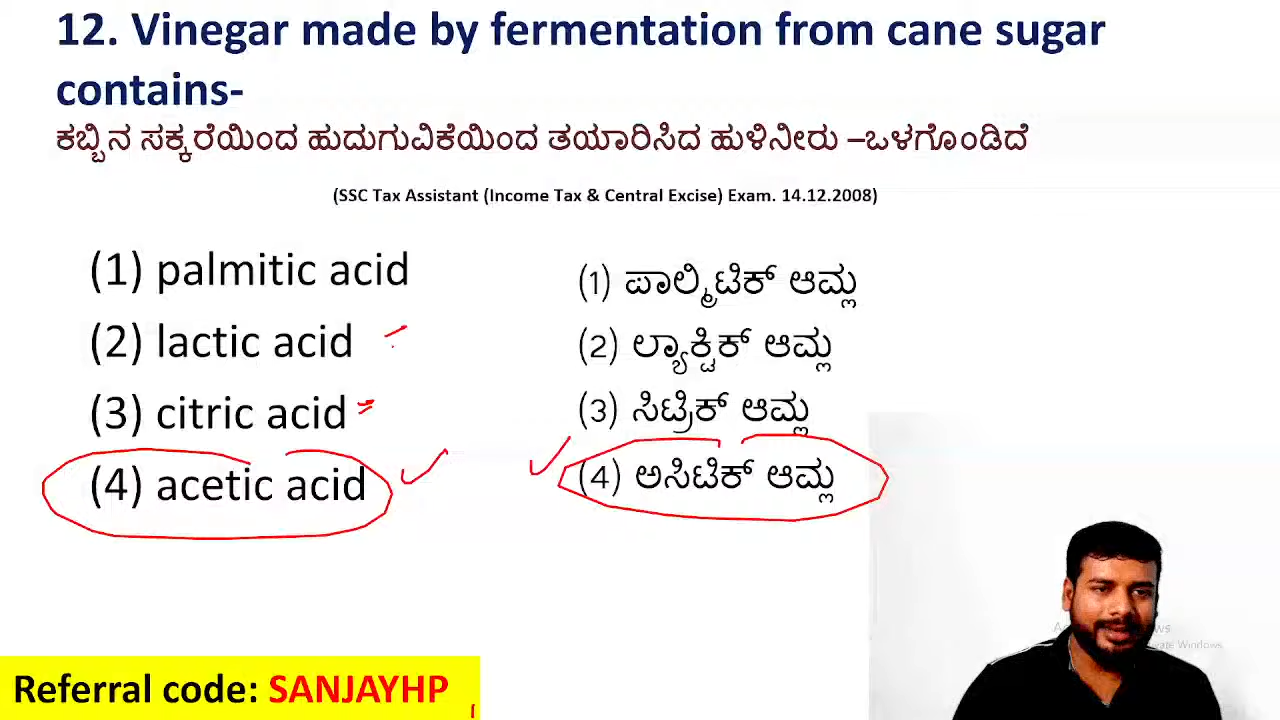 12. Vinegar made by fermentation from cane sugar
contains-
ಕಬ್ಬಿನ ಸಕ್ಕರೆಯಿಂದ ಹುದುಗುವಿಕೆಯಿಂದ ತಯಾರಿಸಿದ ಹುಳಿನೀರು –ಒಳಗೊಂಡಿದೆ
(SSC Tax Assistant (Income Tax & Central Excise) Exam. 14.12.2008)
(1) palmitic acid
(2) lactic acid
(3) citric acid
(4) acetic acid
(1) ಪಾಲ್ಮಿಟಿಕ್ ಆಮ್ಲ
(2) ಲ್ಯಾಕ್ಟಿಕ್ ಆಮ್ಲ
(3) ಸಿಟ್ರಿಕ್ ಆಮ್ಲ
(4) ಅಸಿಟಿಕ್ ಆಮ್ಲ
Referral code: SANJAYHP